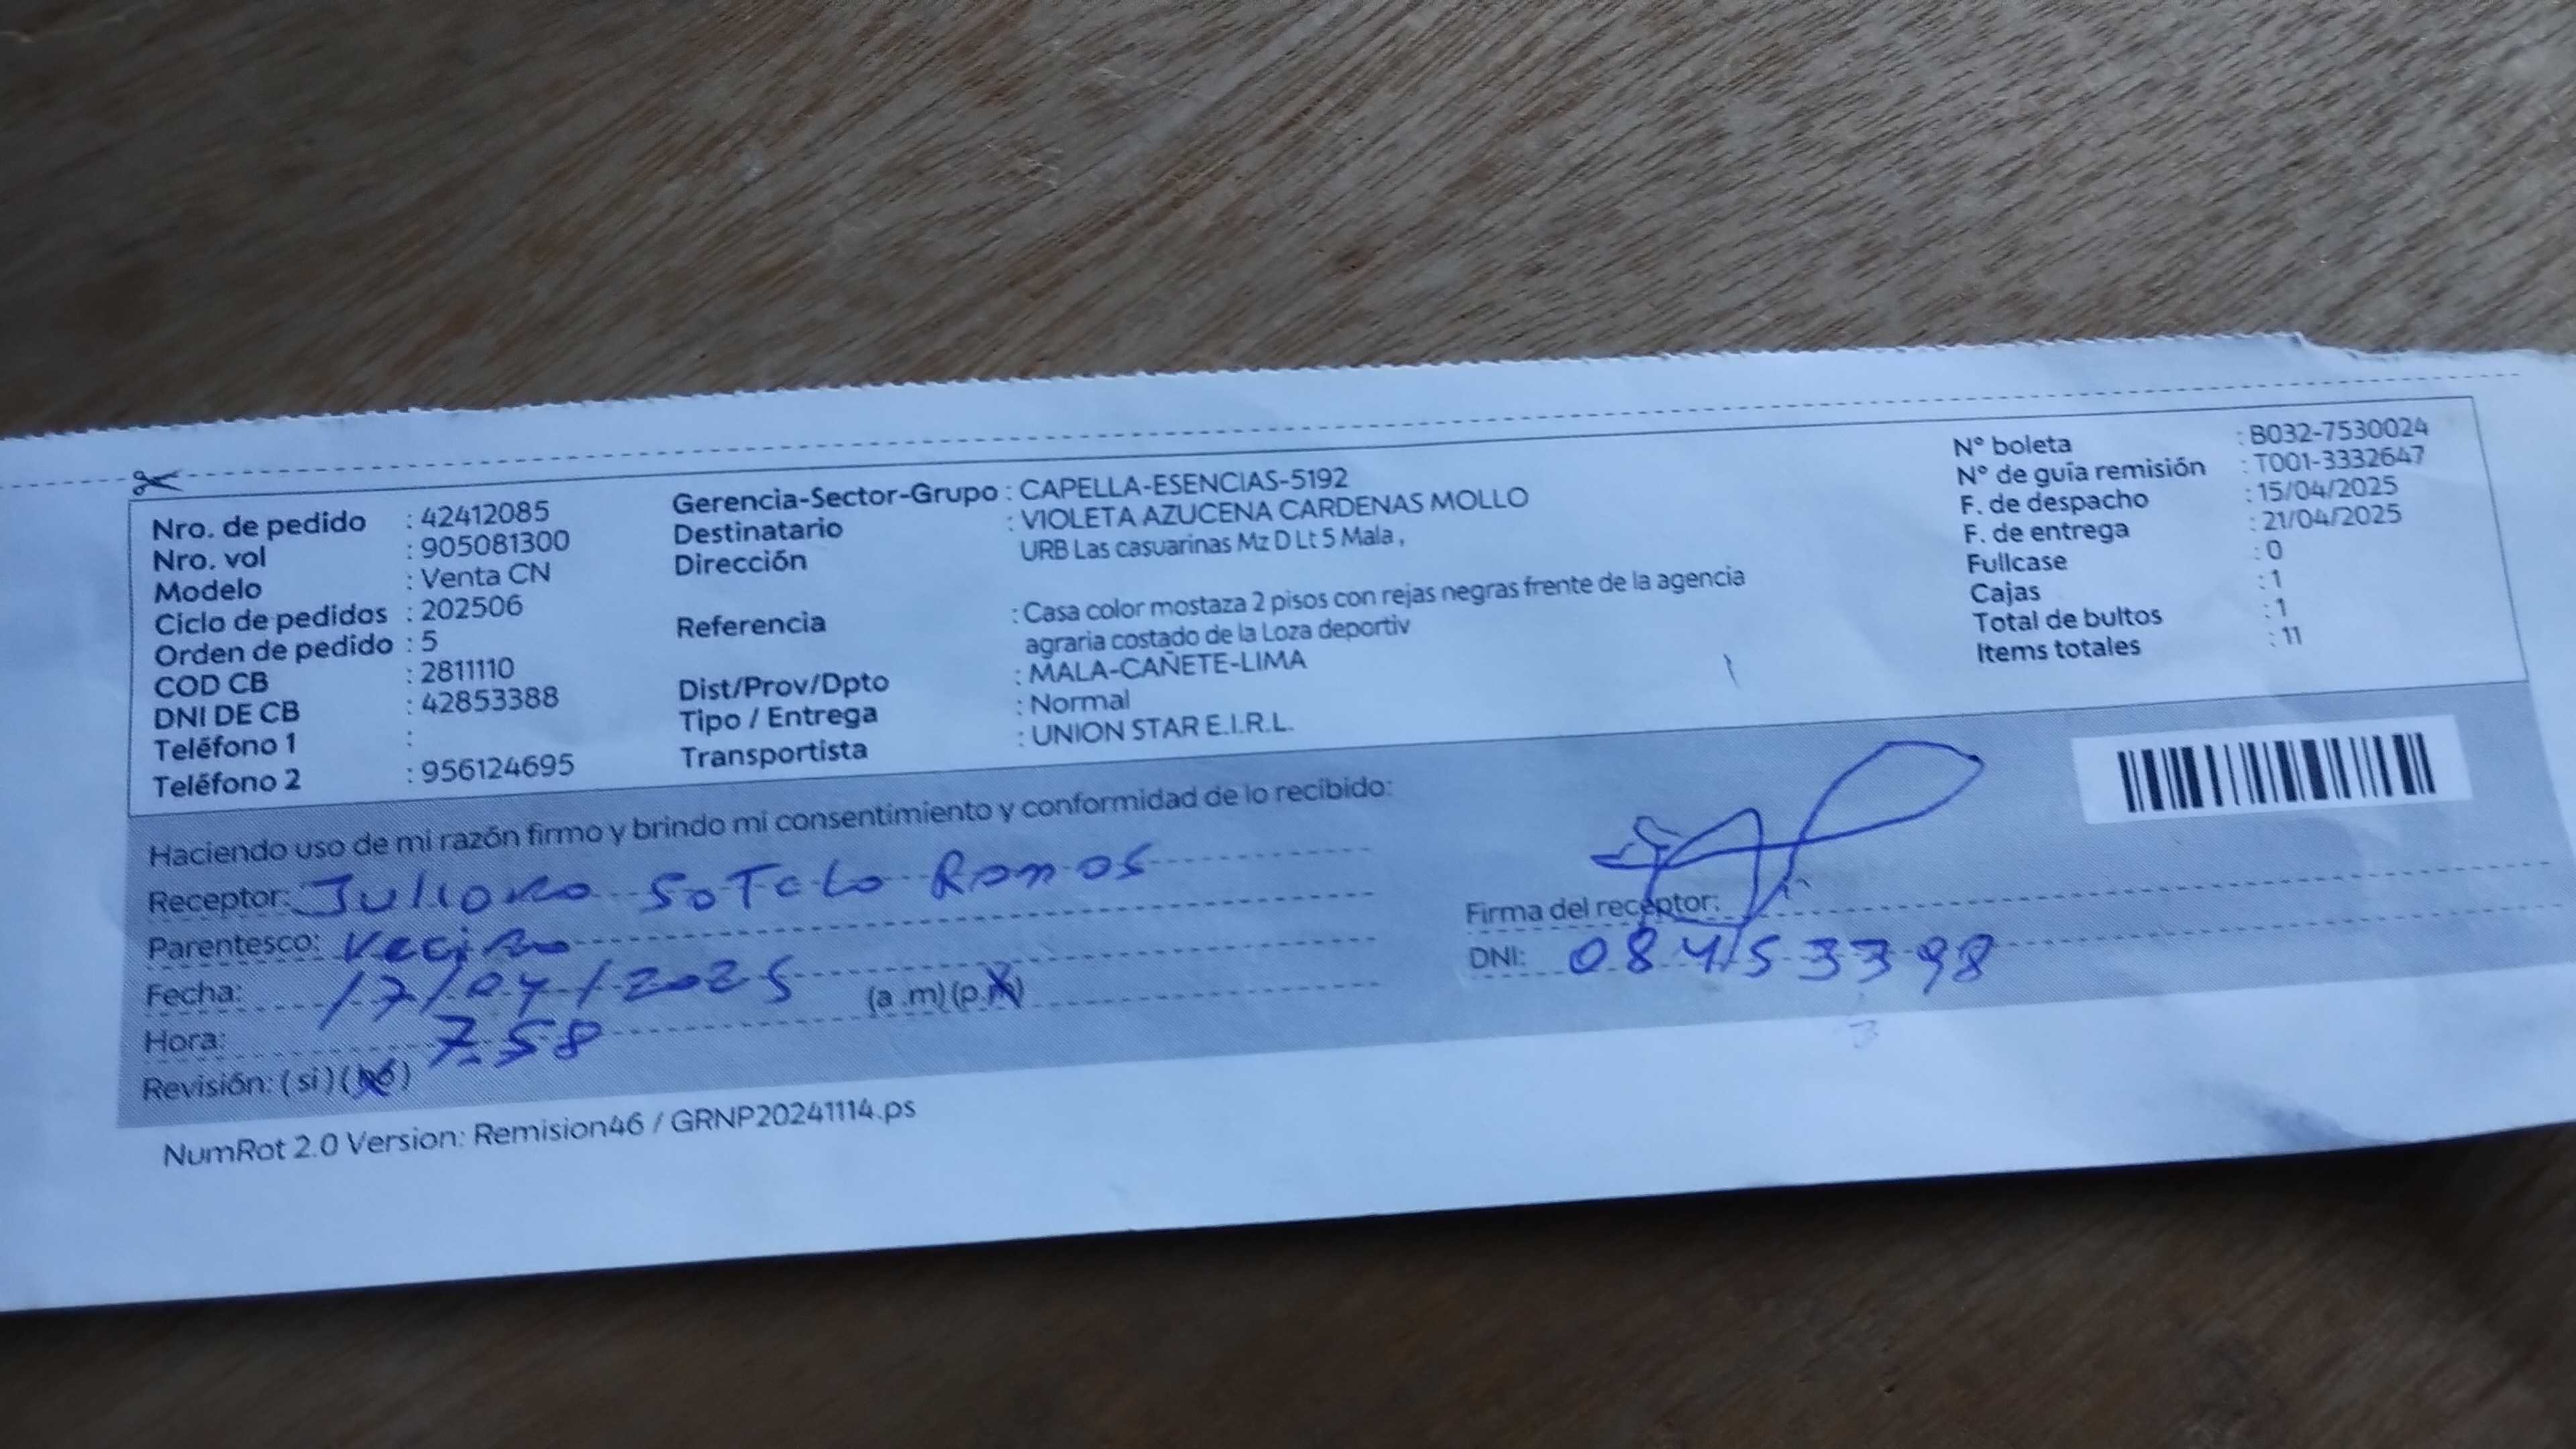 Nro. de pedido : 42412085
Nro. vol : 905081300
Modelo : Venta CN
Ciclo de pedidos : 202506
Orden de pedido : 5
COD CB : 2811110
DNI DE CB : 42853388
Teléfono 1 :
Teléfono 2 : 956124695
Gerencia-Sector-Grupo : CAPELLA-ESENCIAS-5192
Destinatario : VIOLETA AZUCENA CARDENAS MOLLO
Dirección URB Las casuarinas Mz D Lt 5 Mala ,
Referencia : Casa color mostaza 2 pisos con rejas negras frente de la agencia
agraria costado de la Loza deportiv
Dist/Prov/Dpto : MALA-CAÑETE-LIMA
Tipo / Entrega : Normal
Transportista : UNION STAR E.I.R.L.
N° boleta : B032-7530024
N° de guía remisión : T001-3332647
F. de despacho : 15/04/2025
F. de entrega : 21/04/2025
Fullcase : 0
Cajas : 1
Total de bultos : 1
Items totales : 11
Haciendo uso de mi razón firmo y brindo mi consentimiento y conformidad de lo recibido:
Receptor: Juliano Sotelo Ramos
Parentesco: Vecino
Fecha: 17/04/2025
Hora: 7.58 (a .m) (p.m)
Revisión: ( si ) ( no )
Firma del receptor:
DNI: 08453398
NumRot 2.0 Version: Remision46 / GRNP20241114.ps